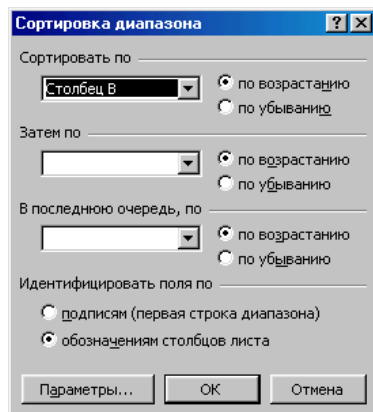 Сортировка диапазона
Сортировать по
Столбец B
по возрастанию
по убыванию
Затем по
по возрастанию
по убыванию
В последнюю очередь, по
по возрастанию
по убыванию
Идентифицировать поля по
подписям (первая строка диапазона)
обозначениям столбцов листа
Параметры... ОК Отмена